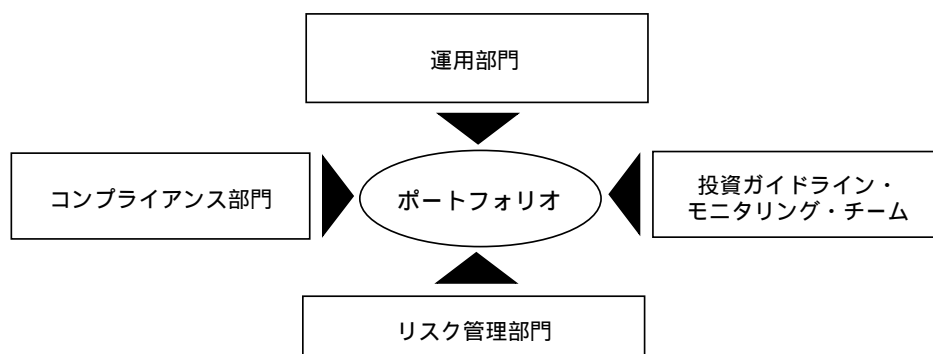 運用部門
コンプライアンス部門
ポートフォリオ
投資ガイドライン・
モニタリング・チーム
リスク管理部門